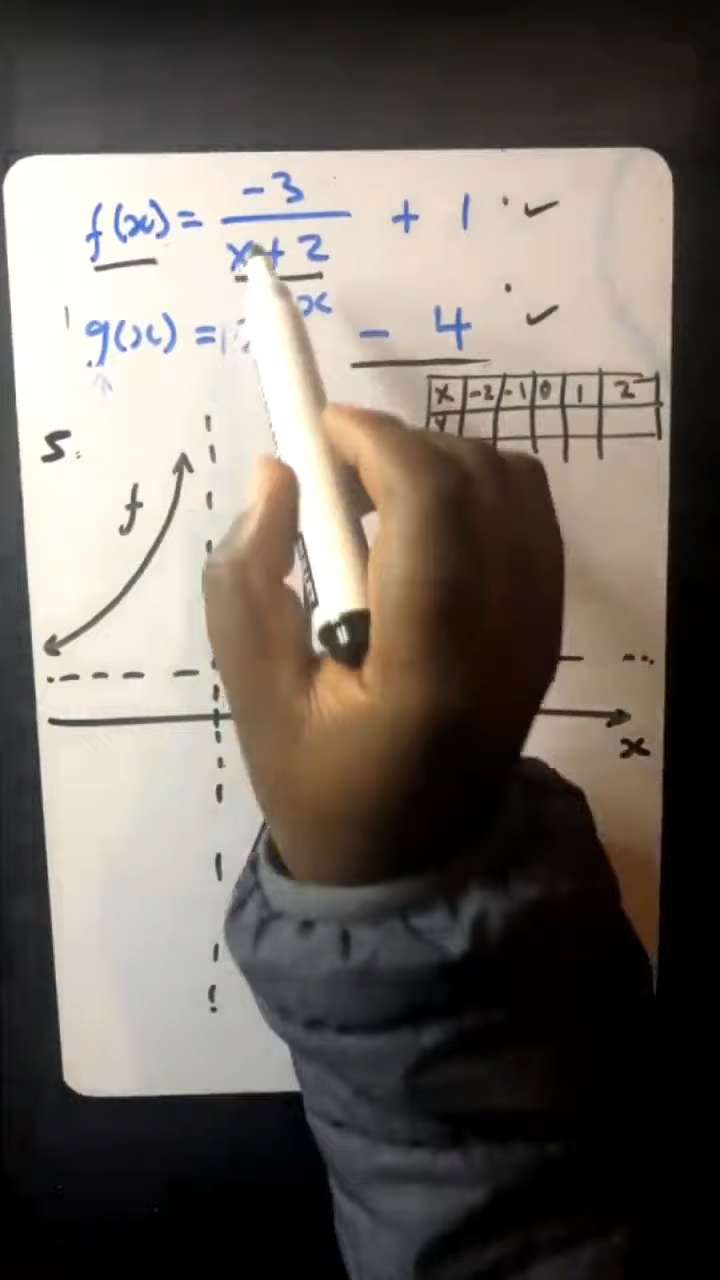 f(x) = -3/(x + 2) + 1
g(x) = x - 4
x -2 -1 0 1 2
y
5.
f
x